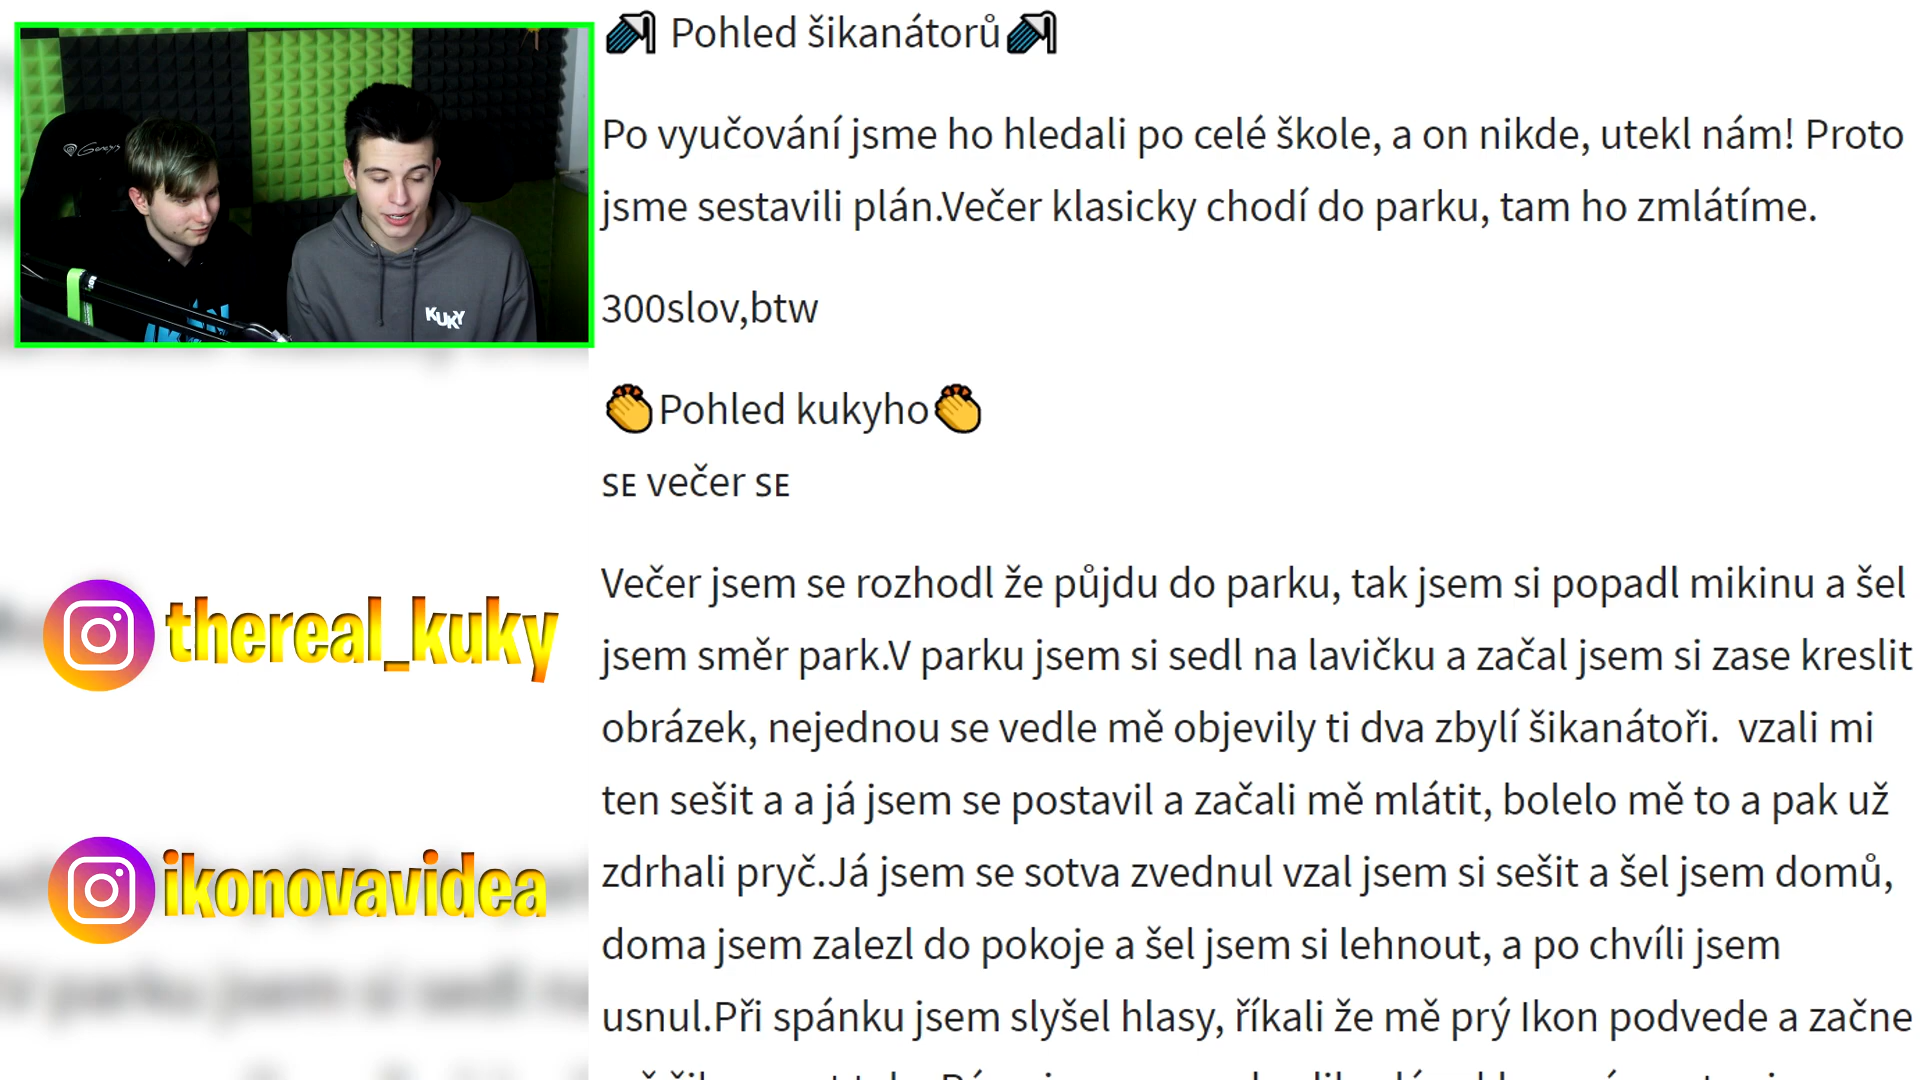 Pohled šikanátorů
Po vyučování jsme ho hledali po celé škole, a on nikde, utekl nám! Proto
jsme sestavili plán.Večer klasicky chodí do parku, tam ho zmlátíme.
300slov,btw
Pohled kukyho
SE večer SE
Večer jsem se rozhodl že půjdu do parku, tak jsem si popadl mikinu a šel
jsem směr park.V parku jsem si sedl na lavičku a začal jsem si zase kreslit
obrázek, nejednou se vedle mě objevily ti dva zbylí šikanátoři.  vzali mi
ten sešit a a já jsem se postavil a začali mě mlátit, bolelo mě to a pak už
zdrhali pryč.Já jsem se sotva zvednul vzal jsem si sešit a šel jsem domů,
doma jsem zalezl do pokoje a šel jsem si lehnout, a po chvíli jsem
usnul.Při spánku jsem slyšel hlasy, říkali že mě prý Ikon podvede a začne
Genesis
KUKY
thereal_kuky
ikonovavidea